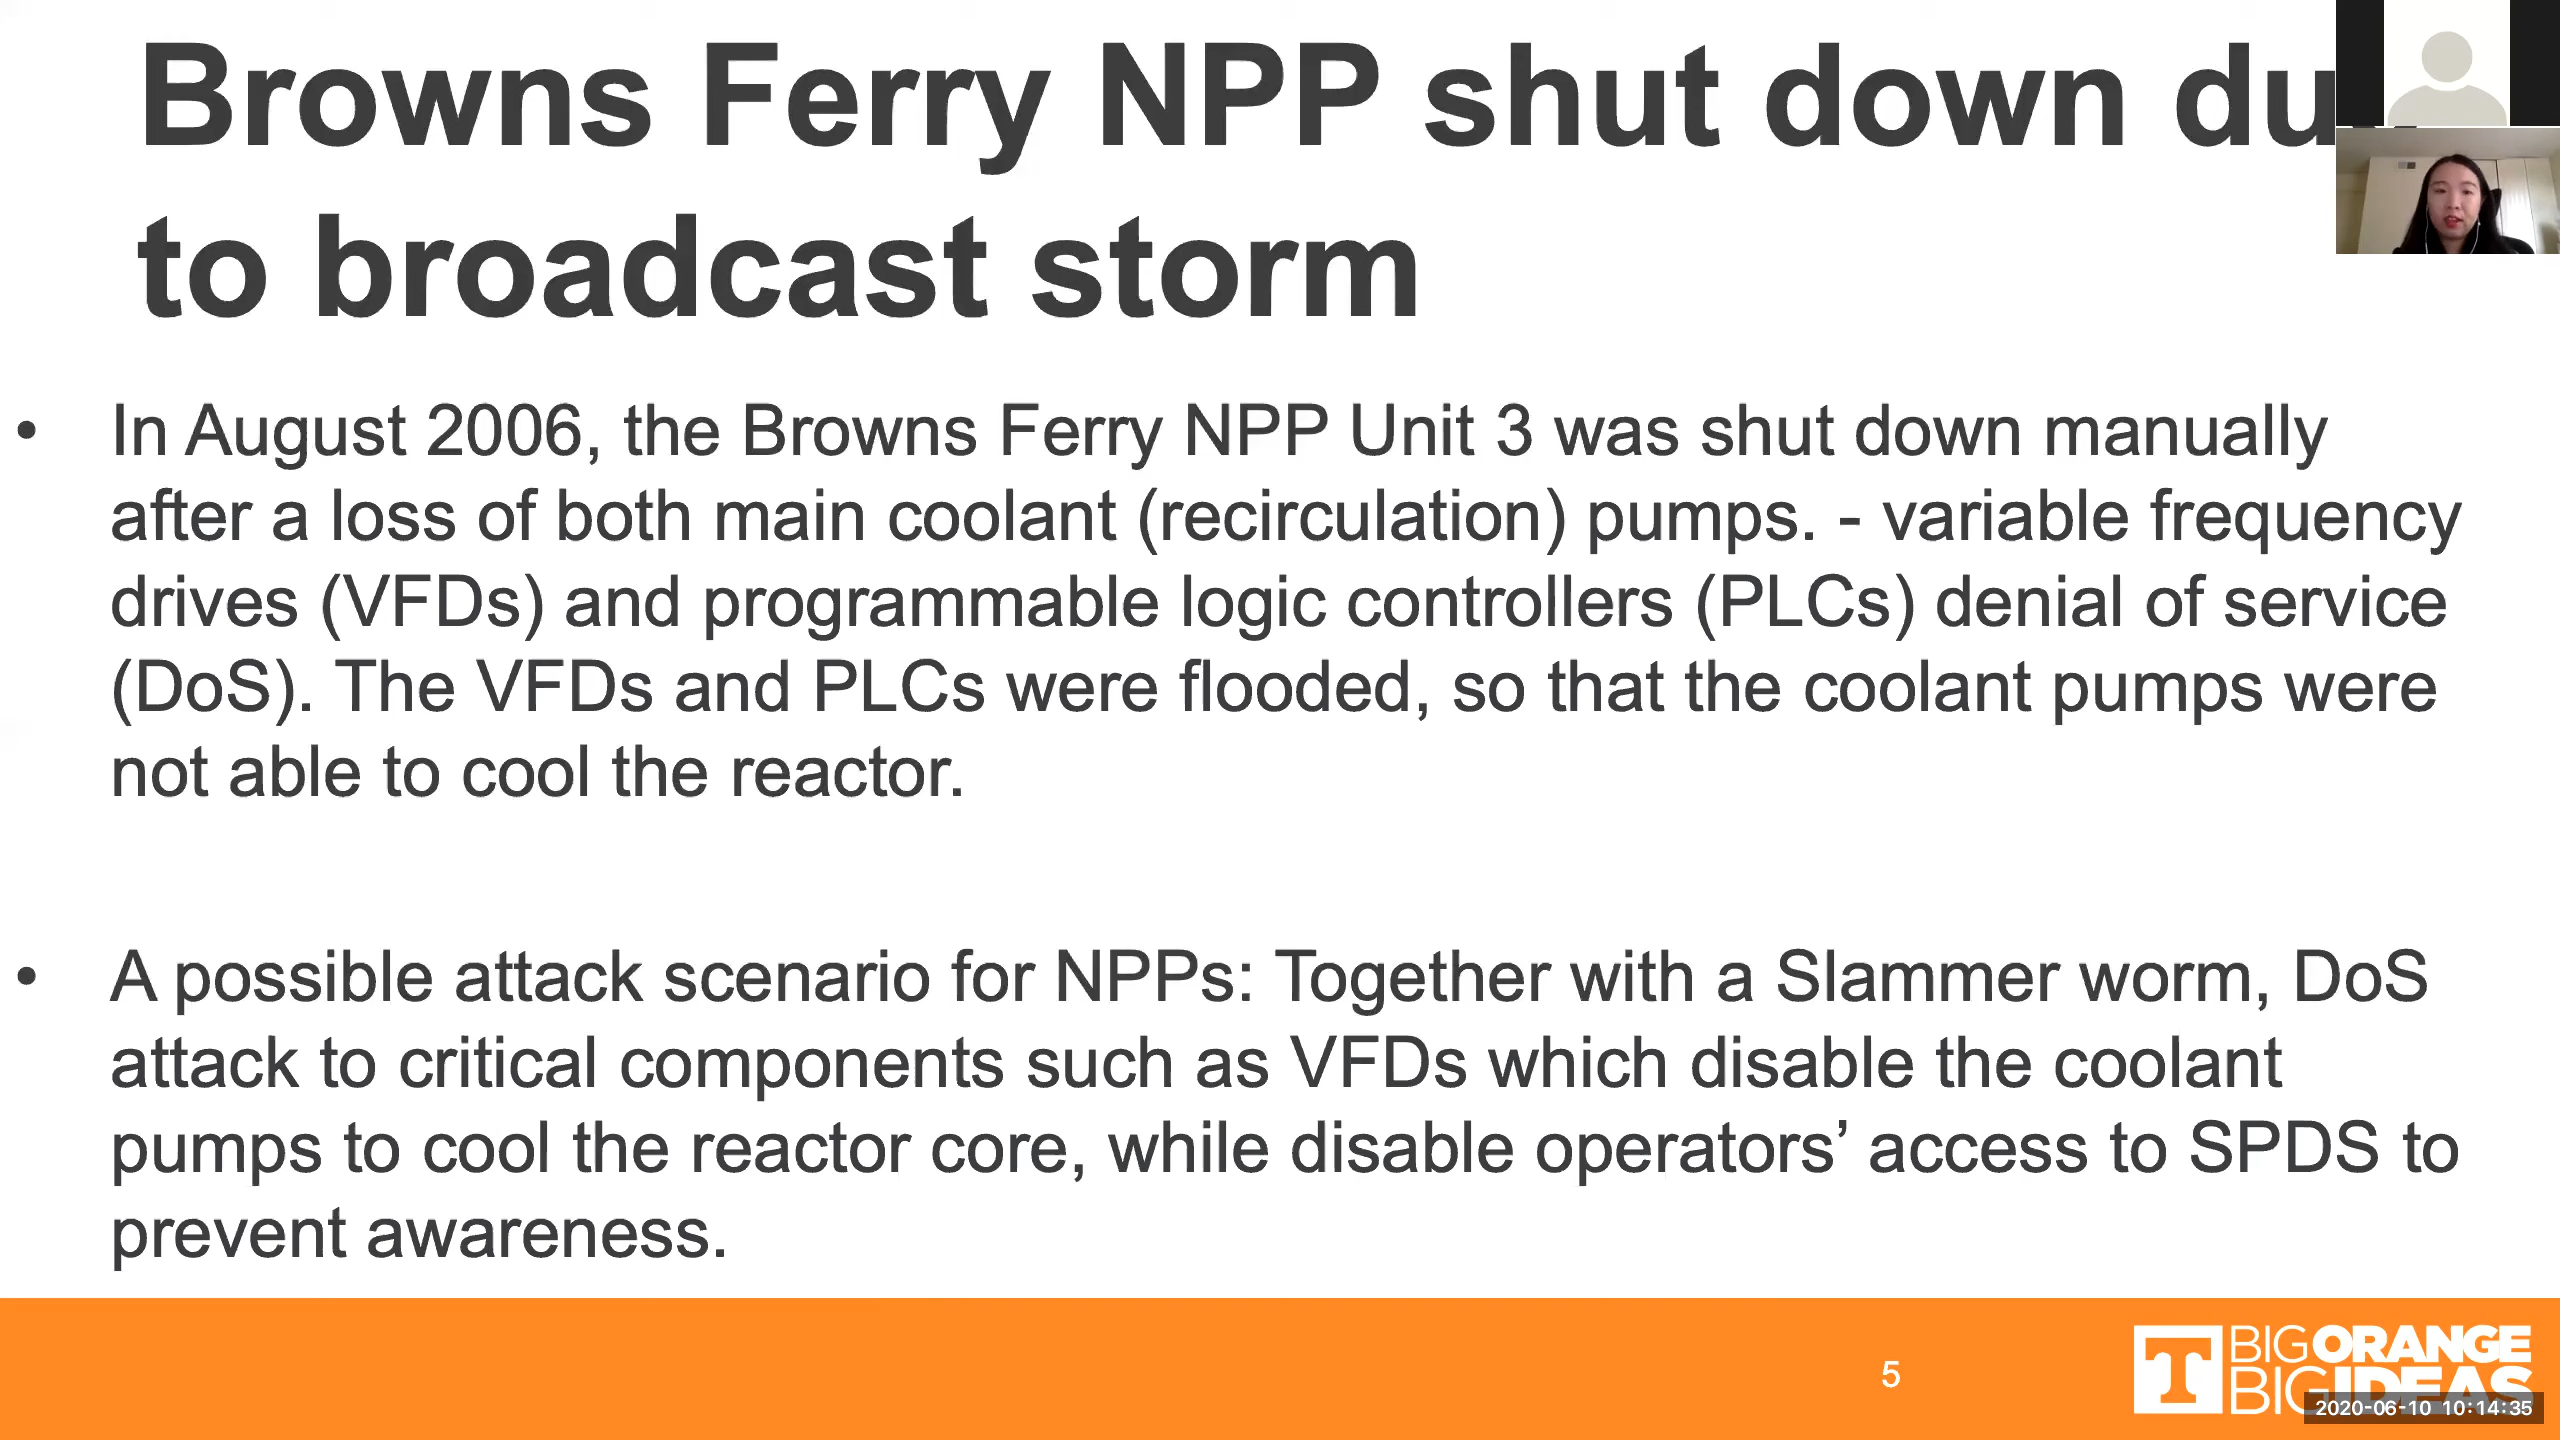 Browns Ferry NPP shut down du
to broadcast storm
• In August 2006, the Browns Ferry NPP Unit 3 was shut down manually
after a loss of both main coolant (recirculation) pumps. - variable frequency
drives (VFDs) and programmable logic controllers (PLCs) denial of service
(DoS). The VFDs and PLCs were flooded, so that the coolant pumps were
not able to cool the reactor.
• A possible attack scenario for NPPs: Together with a Slammer worm, DoS
attack to critical components such as VFDs which disable the coolant
pumps to cool the reactor core, while disable operators’ access to SPDS to
prevent awareness.
5
T
BIG ORANGE
BIG IDEAS
2020-06-10 10:14:35